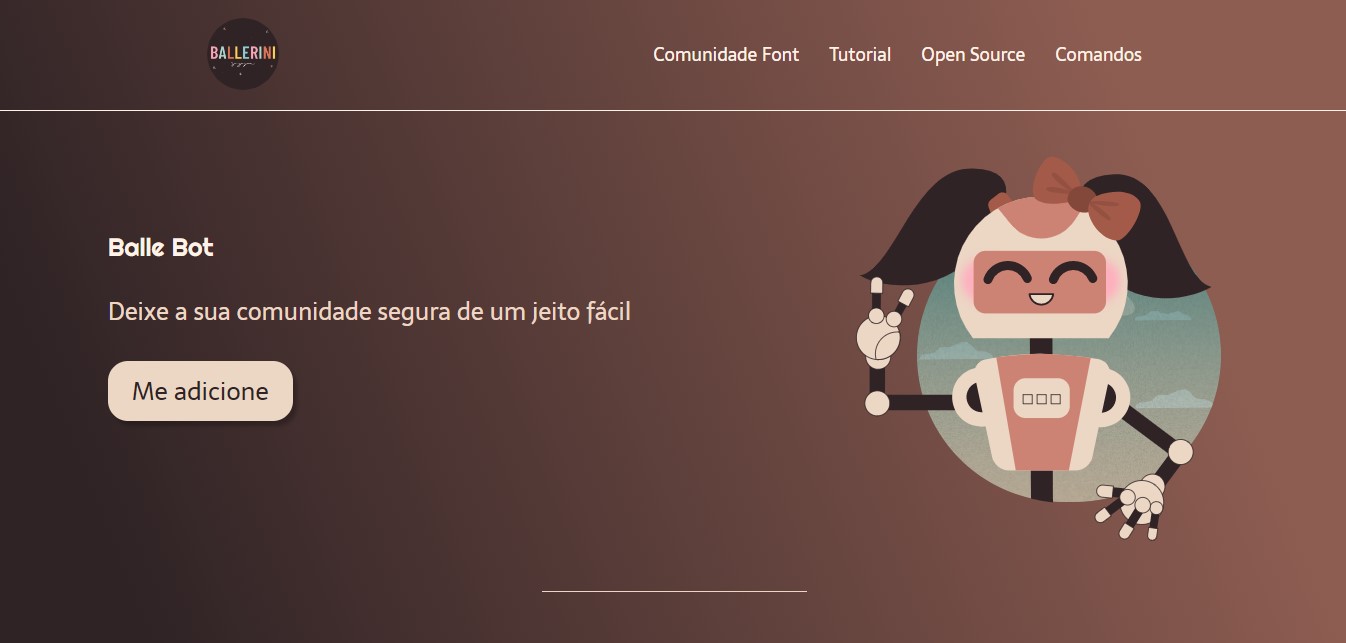 BALLERINI
Comunidade Font
Tutorial
Open Source
Comandos
Balle Bot
Deixe a sua comunidade segura de um jeito fácil
Me adicione